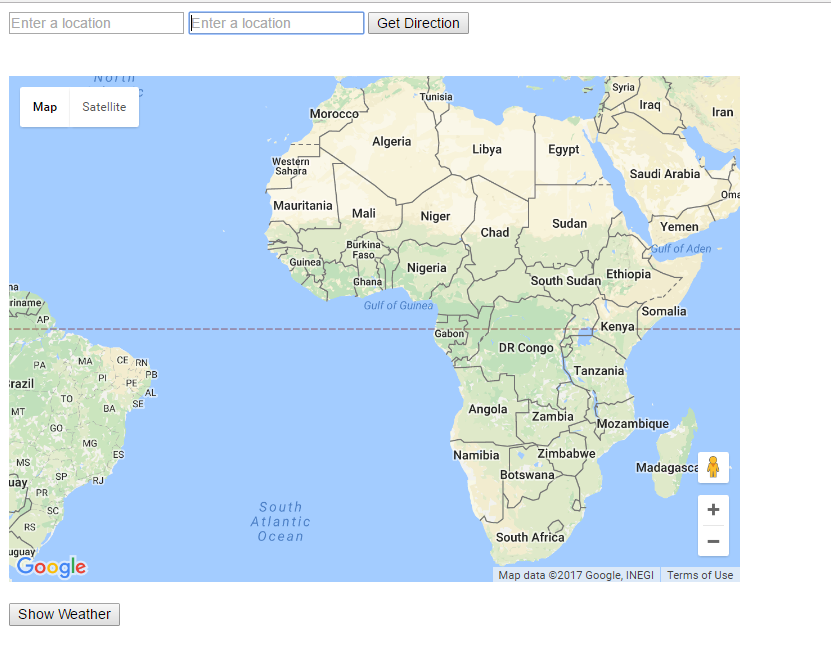 Enter a location Enter a location Get Direction
North
Map Satellite
Syria
Tunisia
Iraq
Morocco
Iran
Algeria
Libya Egypt
Western
Sahara
Saudi Arabia
Oma
Mauritania
Mali
Niger
Sudan
Yemen
Chad
Burkina
Faso
Gulf of Aden
Guinea
Nigeria
Ethiopia
Ghana
South Sudan
na
riname
Gulf of Guinea
Somalia
AP
Kenya
Gabon
DR Congo
PA MA CE RN
PB
Tanzania
razil
PI PE
AL
TO
SE
MT
BA
Angola
Zambia
GO
Mozambique
MG
ES
Namibia
Zimbabwe
MS
Madagasca
Botswana
SP
RJ
uay
PR
South
Atlantic
Ocean
SC
RS
South Africa
+
−
uguay
Google
Map data ©2017 Google, INEGI Terms of Use
Show Weather